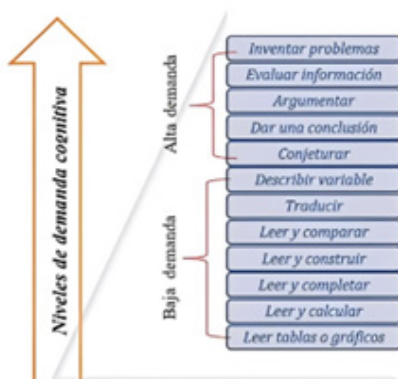 Niveles de demanda cognitiva
Alta demanda
Inventar problemas
Evaluar información
Argumentar
Dar una conclusión
Conjeturar
Baja demanda
Describir variable
Traducir
Leer y comparar
Leer y construir
Leer y completar
Leer y calcular
Leer tablas o gráficos